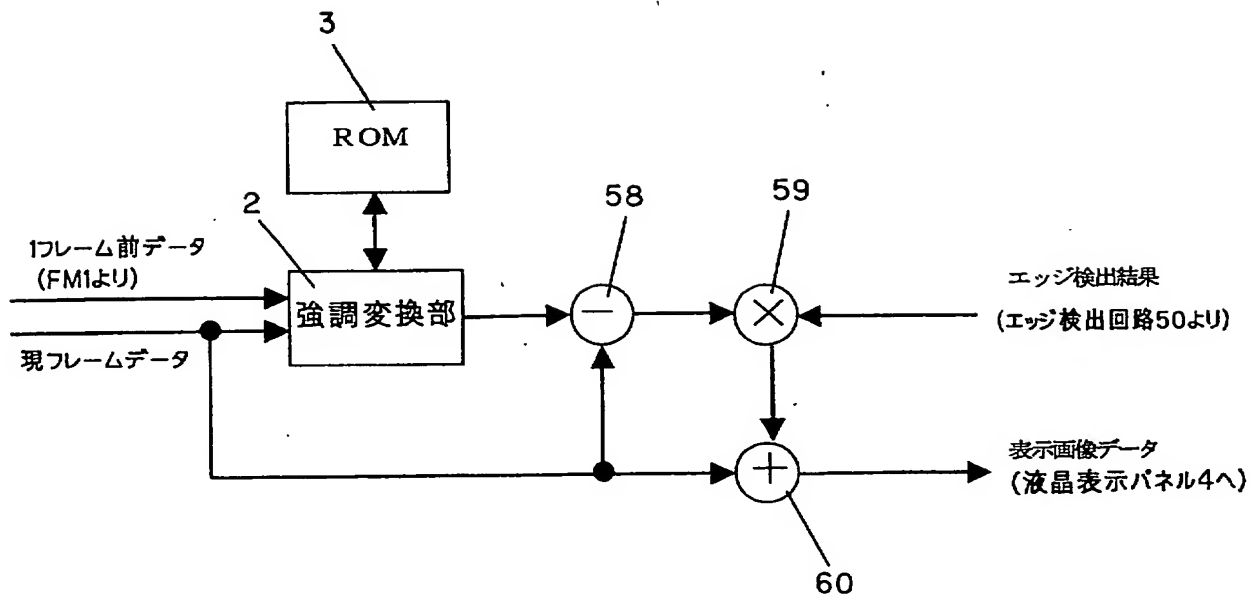 3
ROM
2
58
59
1フレーム前データ
(FM1より)
強調変換部
−
×
エッジ検出結果
(エッジ検出回路50より)
現フレームデータ
+
表示画像データ
(液晶表示パネル4へ)
60